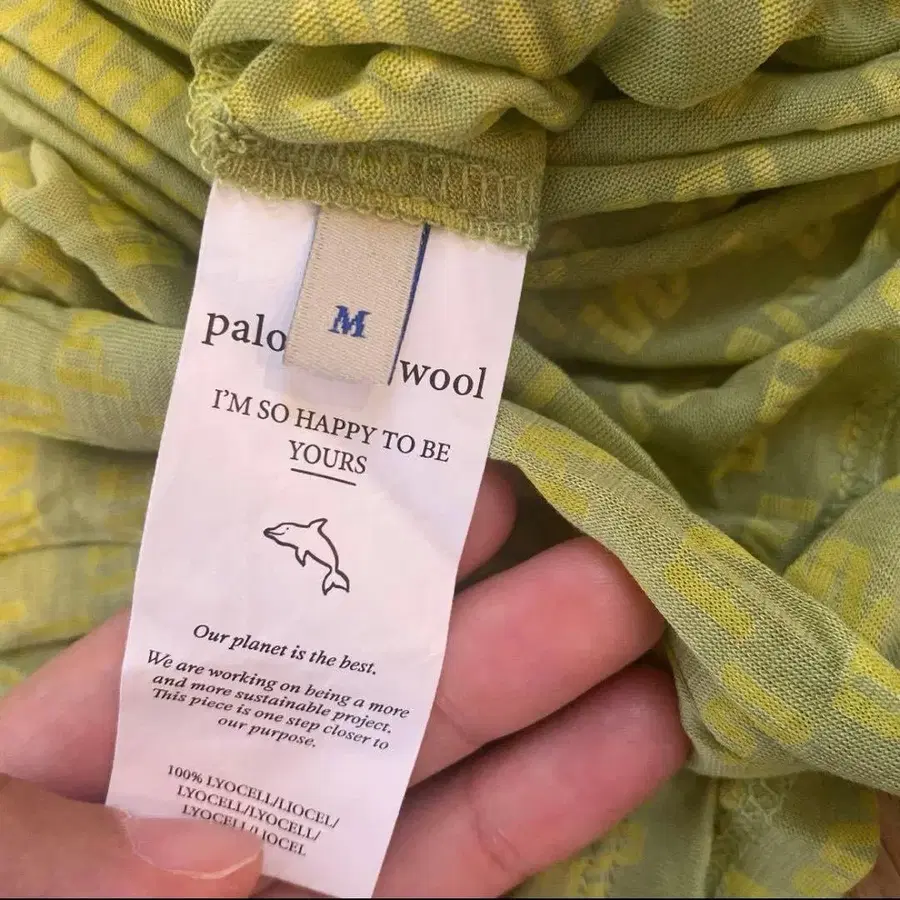 M
palo wool
I'M SO HAPPY TO BE
YOURS
Our planet is the best.
We are working on being a more
and more sustainable project.
This piece is one step closer to
our purpose.
100% LYOCELL/LIOCEL/
LYOCELL/LYOCELL/
LYOCELL/LIOCEL